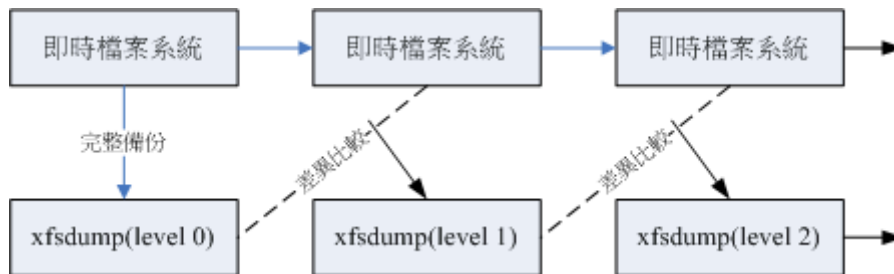 即時檔案系統
即時檔案系統
即時檔案系統
完整備份
差異比較
差異比較
xfsdump(level 0)
xfsdump(level 1)
xfsdump(level 2)